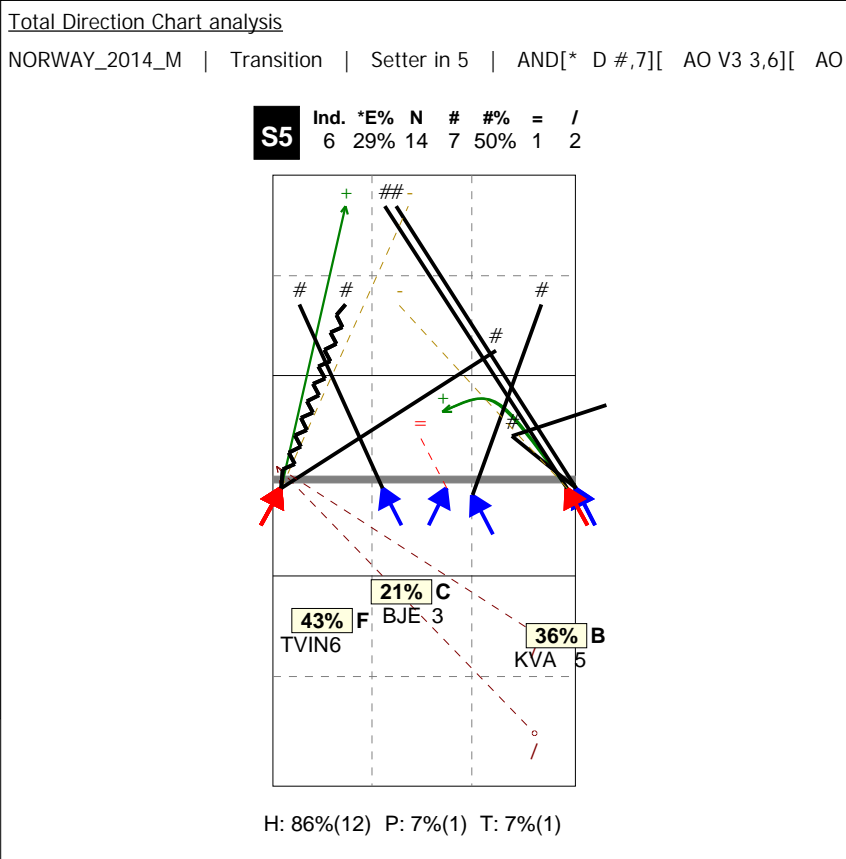 Total Direction Chart analysis
NORWAY_2014_M | Transition | Setter in 5 | AND[* D #,7][ AO V3 3,6][ AO
Ind. *E% N # #% = /
S5 6 29% 14 7 50% 1 2
+ ## -
# # - #
#
+
= #
21% C
BJE 3
43% F
TVIN6
36% B
KVA 5
/
H: 86%(12) P: 7%(1) T: 7%(1)